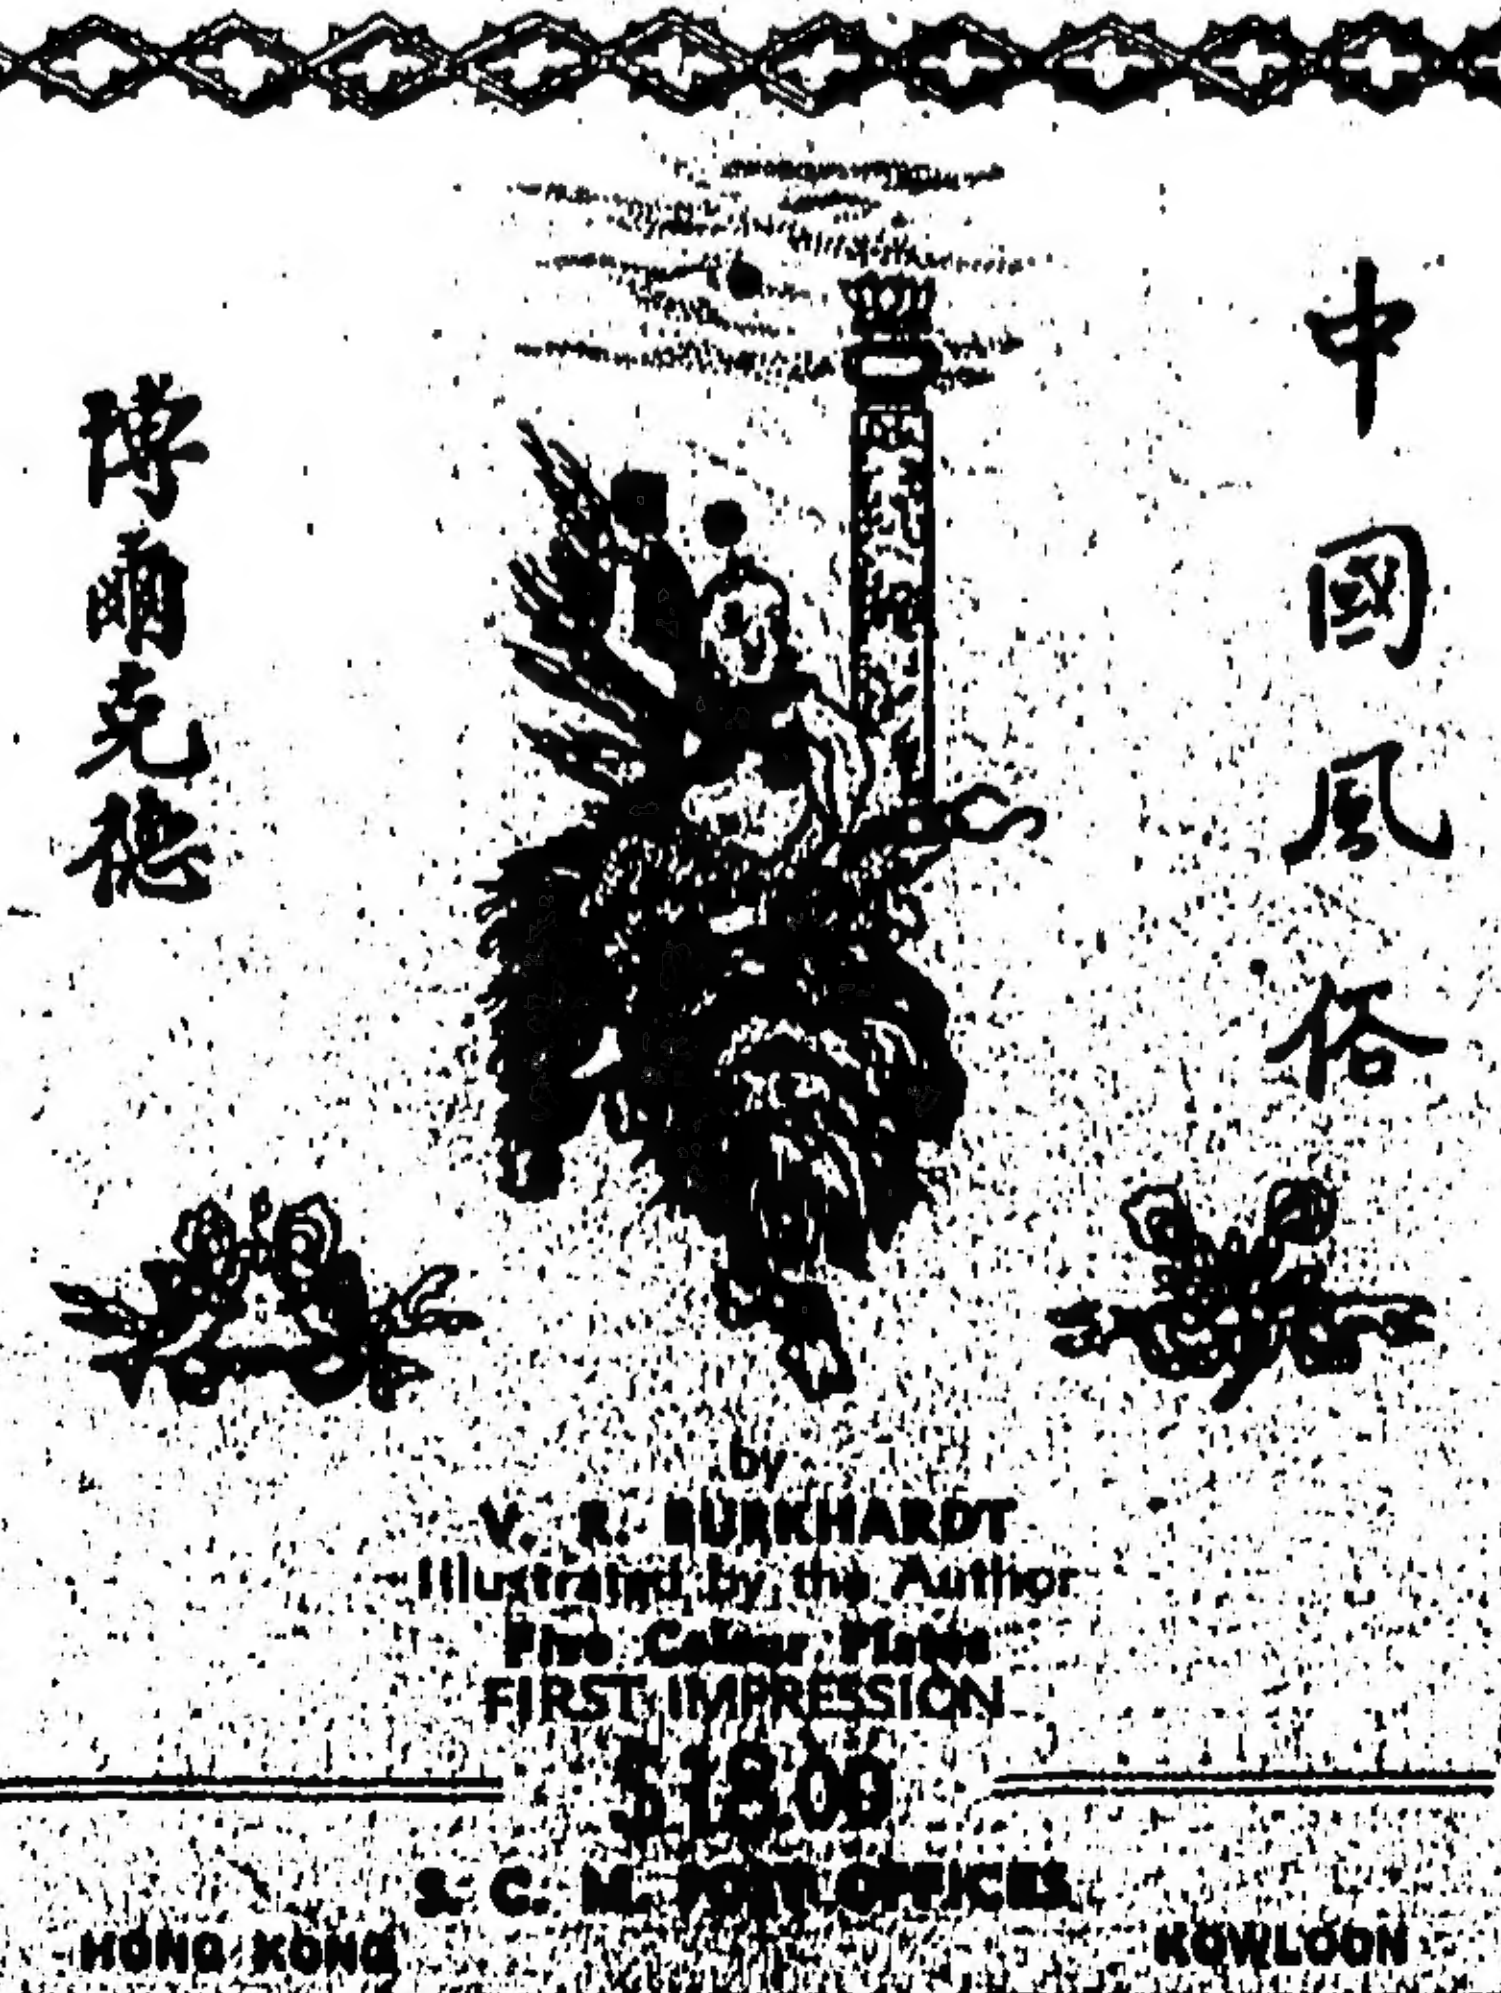 中國風俗
博爾克德
by
V. R. BURKHARDT
Illustrated by the Author
Five Colour Plates
FIRST IMPRESSION
$18.00
S. C. M. POST OFFICES
HONG KONG
KOWLOON